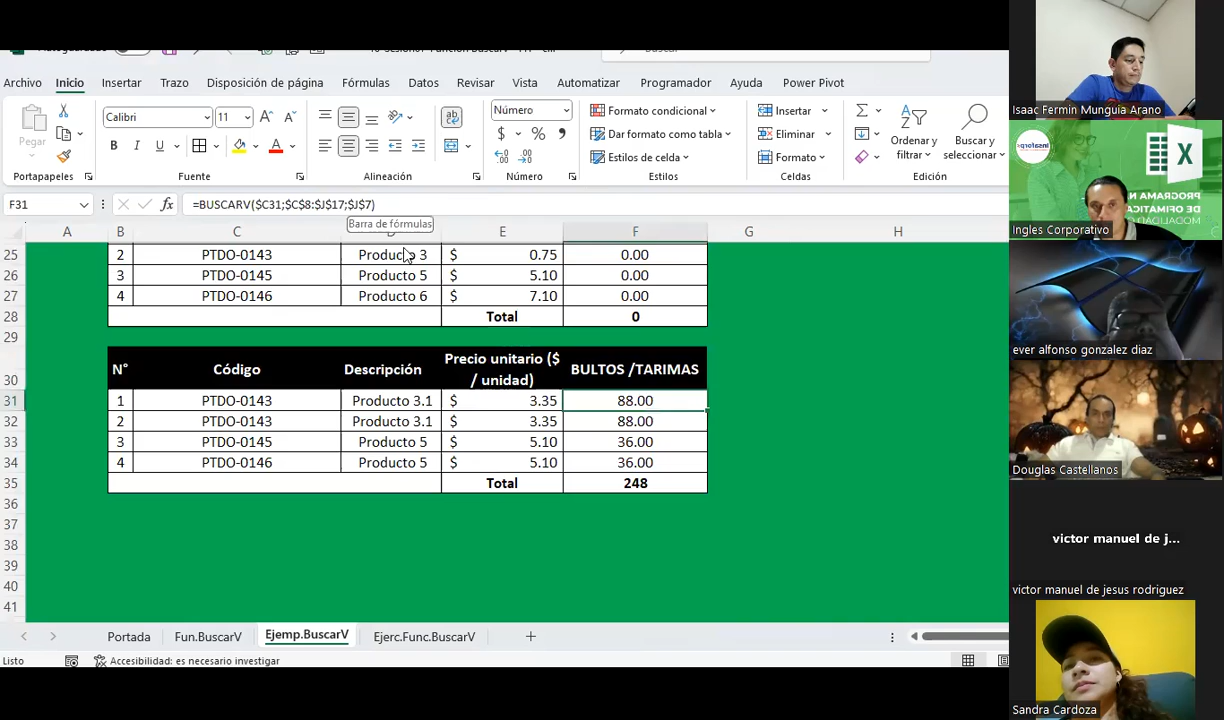 Archivo Inicio Insertar Trazo Disposición de página Fórmulas Datos Revisar Vista Automatizar Programador Ayuda Power Pivot
Pegar
Calibri 11
N K S
Número
$ %
Formato condicional
Dar formato como tabla
Estilos de celda
Insertar
Eliminar
Formato
Ordenar y filtrar
Buscar y seleccionar
Portapapeles Fuente Alineación Número Estilos Celdas Edición
F31 fx =BUSCARV($C31;$C$8:$J$17;$J$7)
Barra de fórmulas
A B C D E F G H
25 2 PTDO-0143 Producto 3 $ 0.75 0.00
26 3 PTDO-0145 Producto 5 $ 5.10 0.00
27 4 PTDO-0146 Producto 6 $ 7.10 0.00
28 Total 0
29
30 N° Código Descripción Precio unitario ($ / unidad) BULTOS /TARIMAS
31 1 PTDO-0143 Producto 3.1 $ 3.35 88.00
32 2 PTDO-0143 Producto 3.1 $ 3.35 88.00
33 3 PTDO-0145 Producto 5 $ 5.10 36.00
34 4 PTDO-0146 Producto 5 $ 5.10 36.00
35 Total 248
36
37
38
39
40
41
Portada Fun.BuscarV Ejemp.BuscarV Ejerc.Func.BuscarV
Listo Accesibilidad: es necesario investigar
Isaac Fermin Munguia Arano
X
PROGRAMA
DE OFIMATICA
MODALIDAD
Ingles Corporativo
ever alfonso gonzalez diaz
Douglas Castellanos
victor manuel de j...
victor manuel de jesus rodriguez
Sandra Cardoza